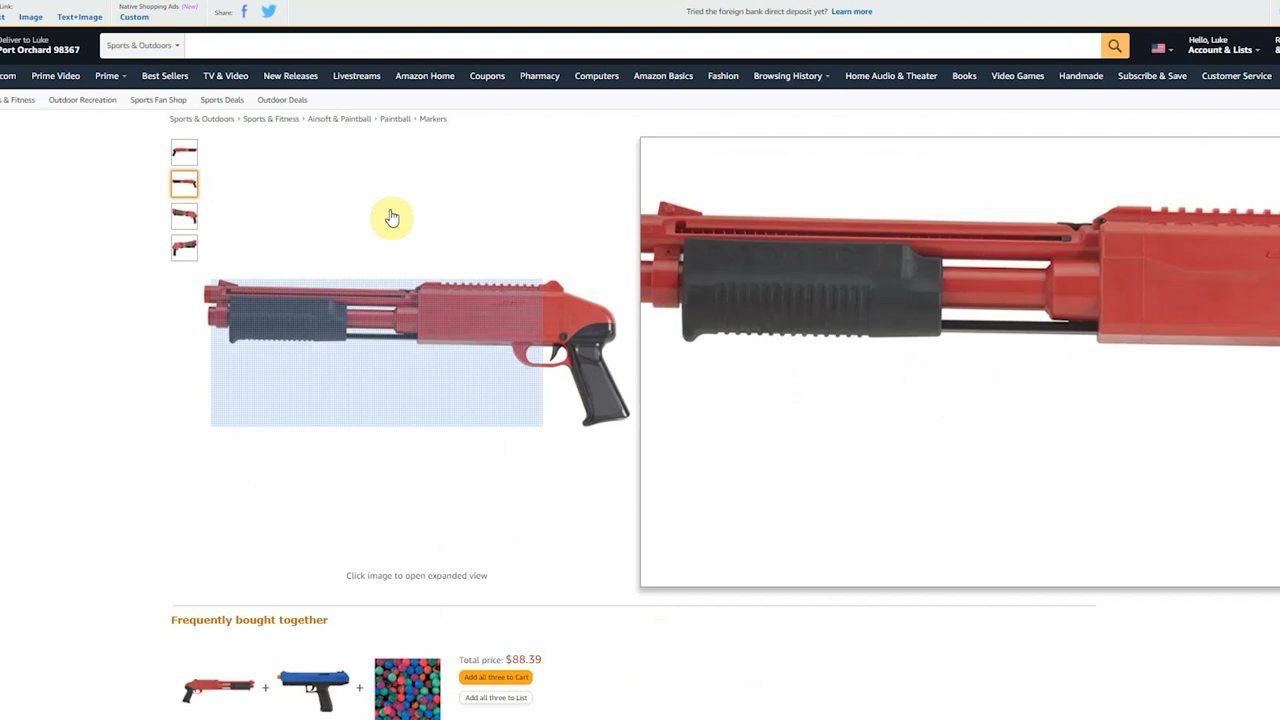 Link:
Native Shopping Ads (New)
Share:
Tried the foreign bank direct deposit yet? Learn more
Image Text+Image Custom
Deliver to Luke
Port Orchard 98367
Sports & Outdoors
Hello, Luke
Account & Lists
.com Prime Video Prime Best Sellers TV & Video New Releases Livestreams Amazon Home Coupons Pharmacy Computers Amazon Basics Fashion Browsing History Home Audio & Theater Books Video Games Handmade Subscribe & Save Customer Service
s & Fitness Outdoor Recreation Sports Fan Shop Sports Deals Outdoor Deals
Sports & Outdoors › Sports & Fitness › Airsoft & Paintball › Paintball › Markers
Click image to open expanded view
Frequently bought together
Total price: $88.39
+ +
Add all three to Cart
Add all three to List